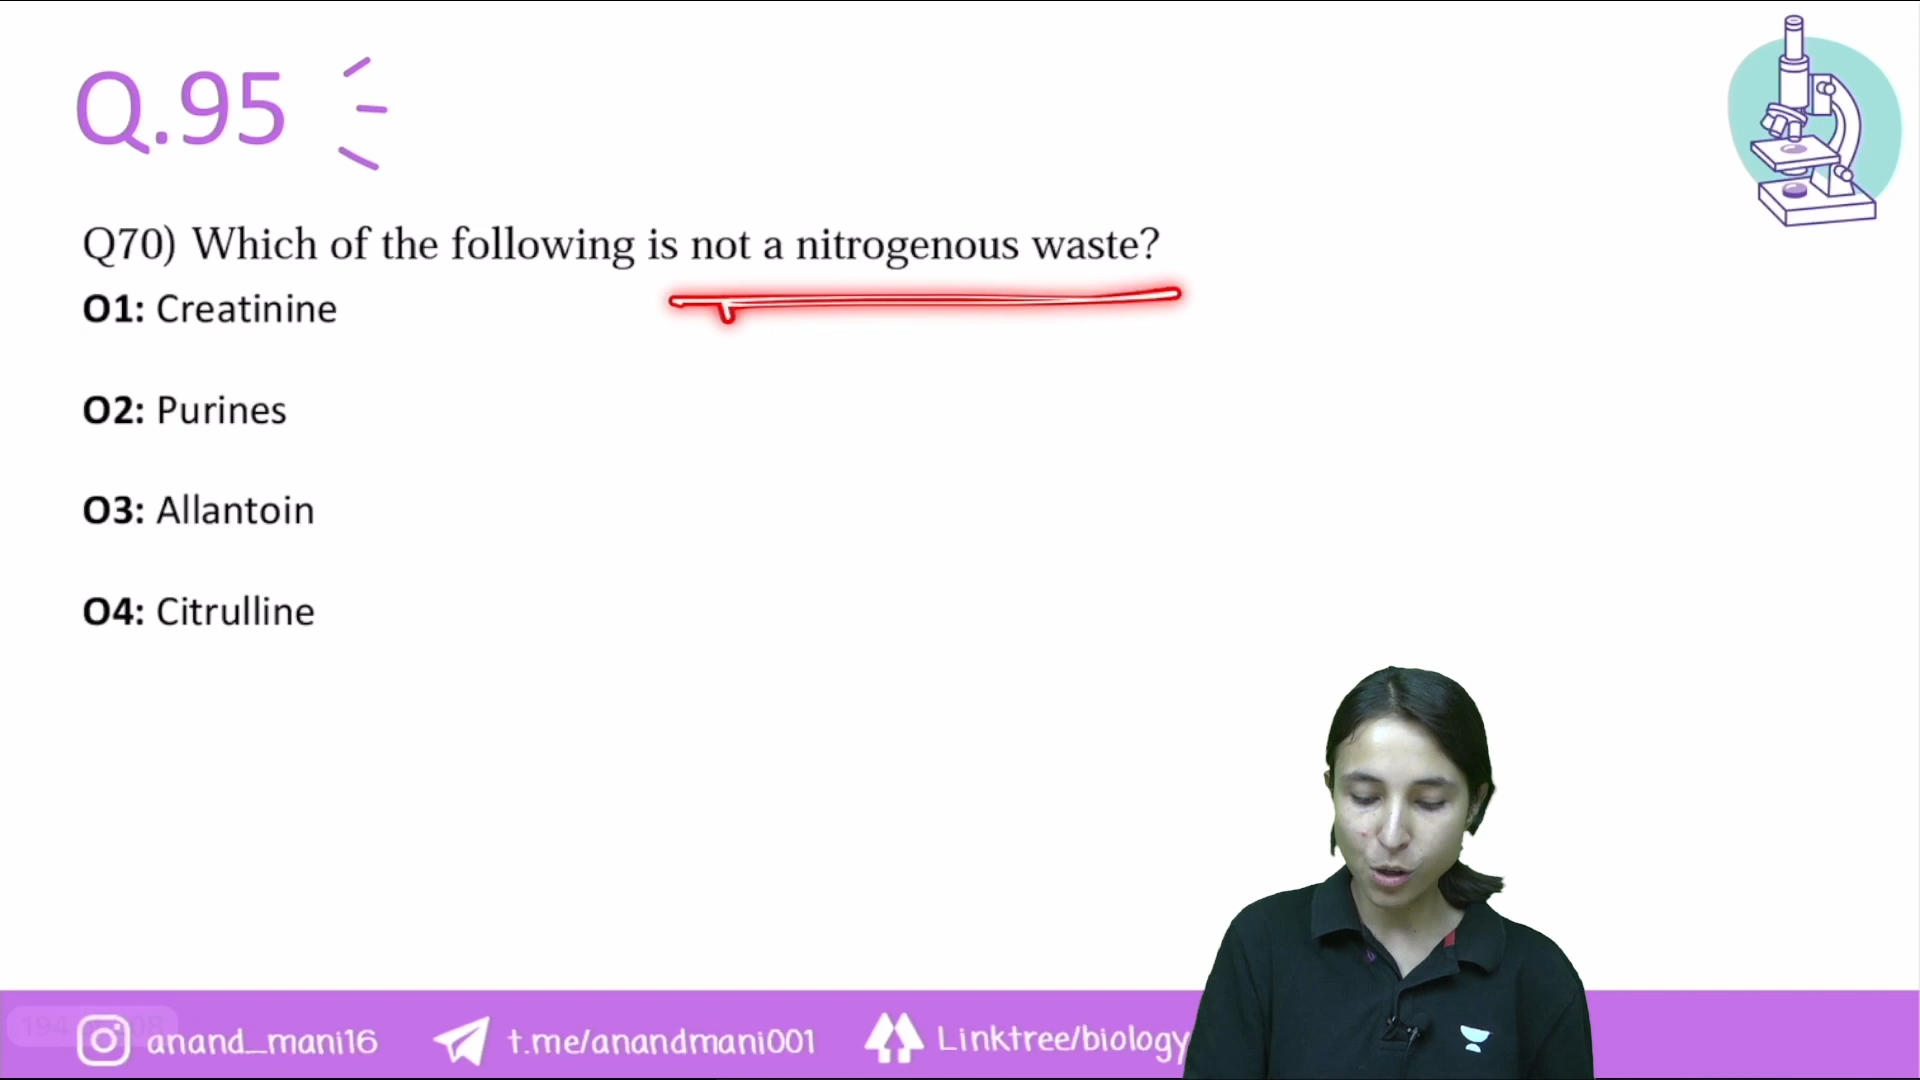 Q.95
Q70) Which of the following is not a nitrogenous waste?
O1: Creatinine
O2: Purines
O3: Allantoin
O4: Citrulline
anand_mani16
t.me/anandmani001
Linktree/biology